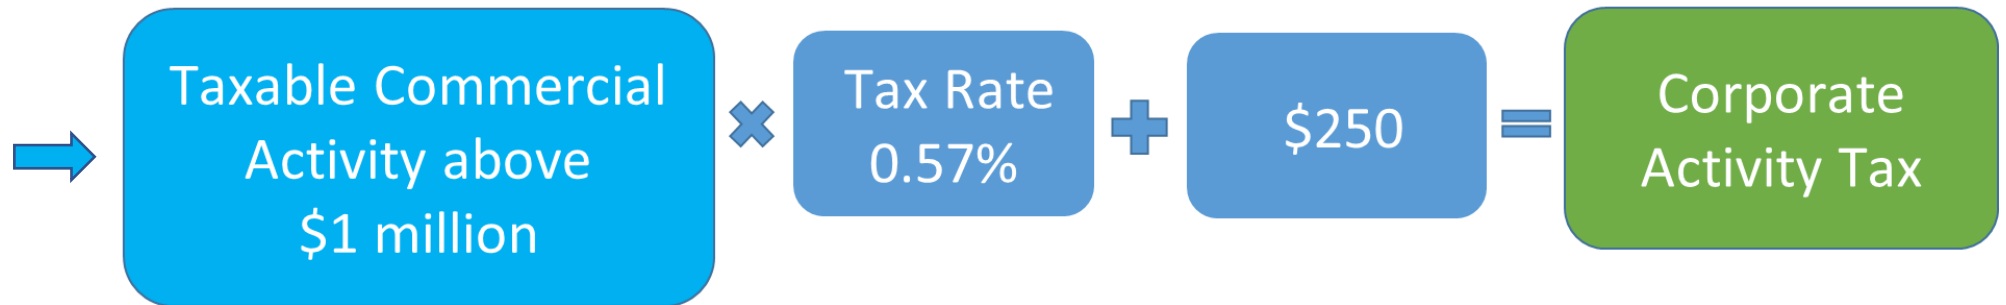 Taxable Commercial
Activity above
$1 million
Tax Rate
0.57%
$250
Corporate
Activity Tax